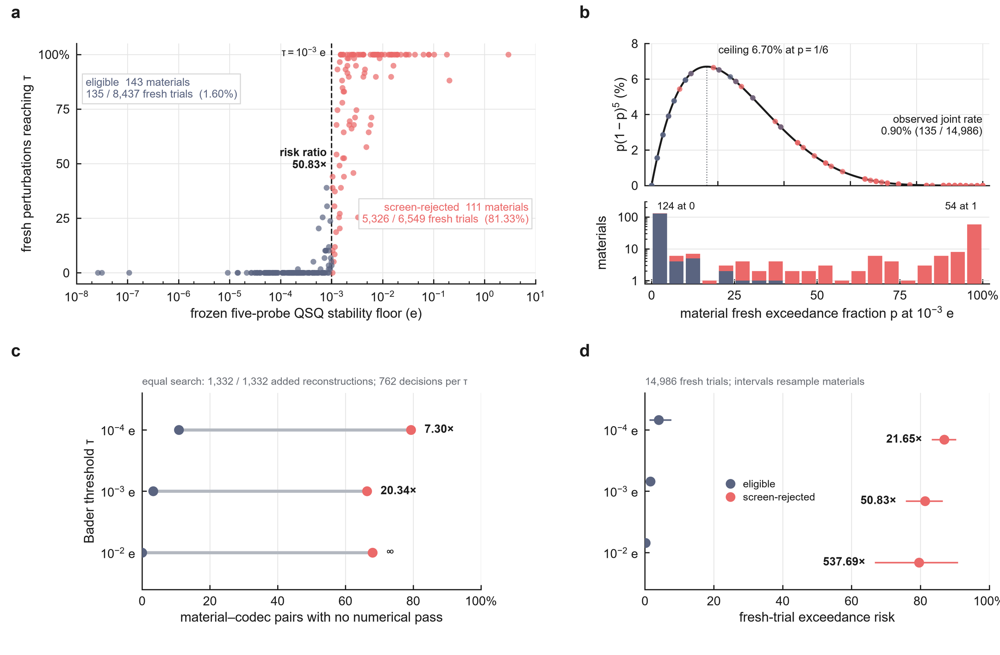 a
τ = 10⁻³ e
100%
75
50
25
0
fresh perturbations reaching τ
eligible 143 materials
135 / 8,437 fresh trials (1.60%)
risk ratio
50.83×
screen-rejected 111 materials
5,326 / 6,549 fresh trials (81.33%)
10⁻⁸ 10⁻⁷ 10⁻⁶ 10⁻⁵ 10⁻⁴ 10⁻³ 10⁻² 10⁻¹ 10⁰ 10¹
frozen five-probe QSQ stability floor (e)
b
8
6
4
2
0
p(1 − p)⁵ (%)
ceiling 6.70% at p = 1/6
observed joint rate
0.90% (135 / 14,986)
124 at 0
54 at 1
100
10
1
materials
0 25 50 75 100%
material fresh exceedance fraction p at 10⁻³ e
c
equal search: 1,332 / 1,332 added reconstructions; 762 decisions per τ
Bader threshold τ
10⁻⁴ e
7.30×
10⁻³ e
20.34×
10⁻² e
∞
0 20 40 60 80 100%
material–codec pairs with no numerical pass
d
14,986 fresh trials; intervals resample materials
10⁻⁴ e
21.65×
10⁻³ e
eligible
screen-rejected
50.83×
10⁻² e
537.69×
0 20 40 60 80 100%
fresh-trial exceedance risk